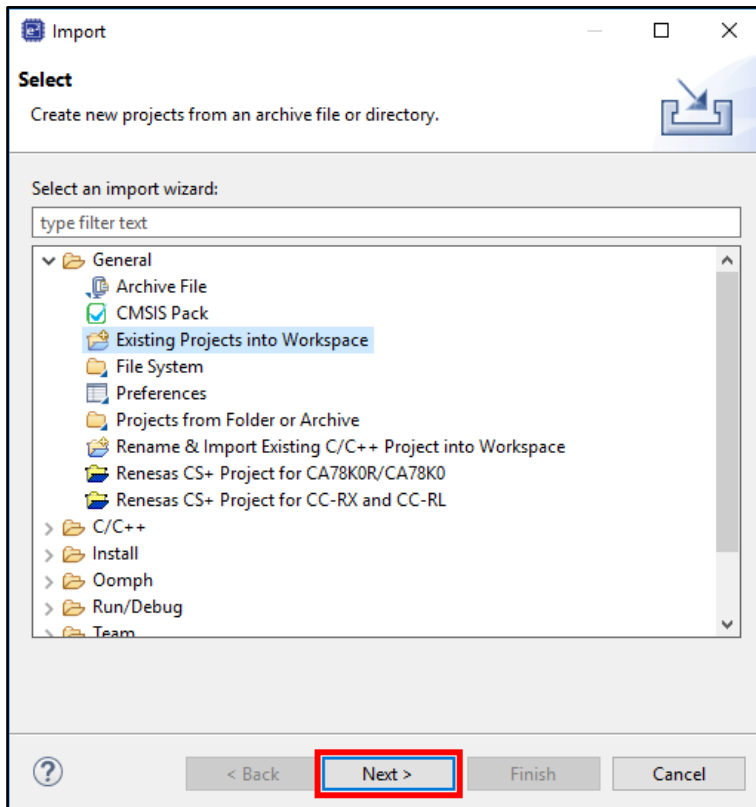 Import
Select
Create new projects from an archive file or directory.
Select an import wizard:
type filter text
General
Archive File
CMSIS Pack
Existing Projects into Workspace
File System
Preferences
Projects from Folder or Archive
Rename & Import Existing C/C++ Project into Workspace
Renesas CS+ Project for CA78K0R/CA78K0
Renesas CS+ Project for CC-RX and CC-RL
C/C++
Install
Oomph
Run/Debug
Team
? < Back Next > Finish Cancel